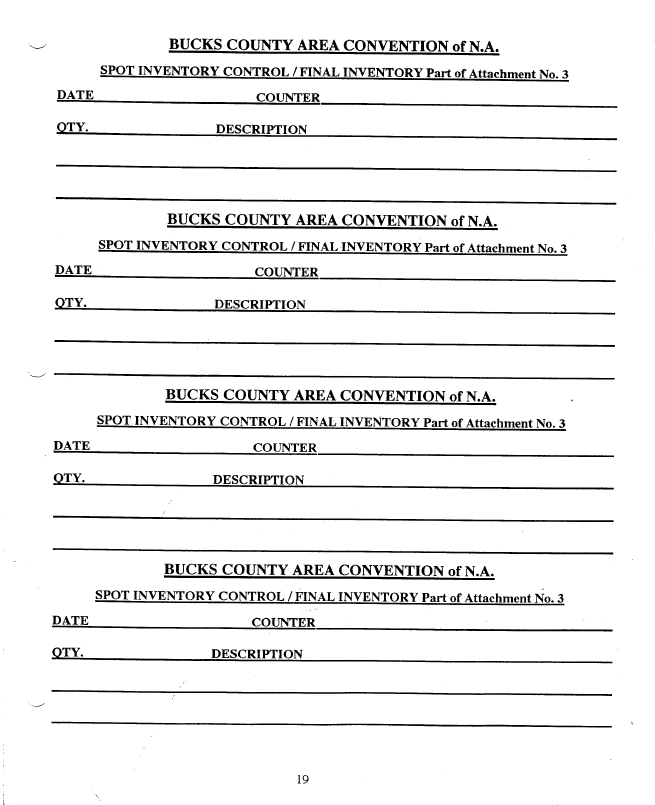 BUCKS COUNTY AREA CONVENTION of N.A.
SPOT INVENTORY CONTROL / FINAL INVENTORY Part of Attachment No. 3
DATE COUNTER
QTY. DESCRIPTION
BUCKS COUNTY AREA CONVENTION of N.A.
SPOT INVENTORY CONTROL / FINAL INVENTORY Part of Attachment No. 3
DATE COUNTER
QTY. DESCRIPTION
BUCKS COUNTY AREA CONVENTION of N.A.
SPOT INVENTORY CONTROL / FINAL INVENTORY Part of Attachment No. 3
DATE COUNTER
QTY. DESCRIPTION
BUCKS COUNTY AREA CONVENTION of N.A.
SPOT INVENTORY CONTROL / FINAL INVENTORY Part of Attachment No. 3
DATE COUNTER
QTY. DESCRIPTION
19